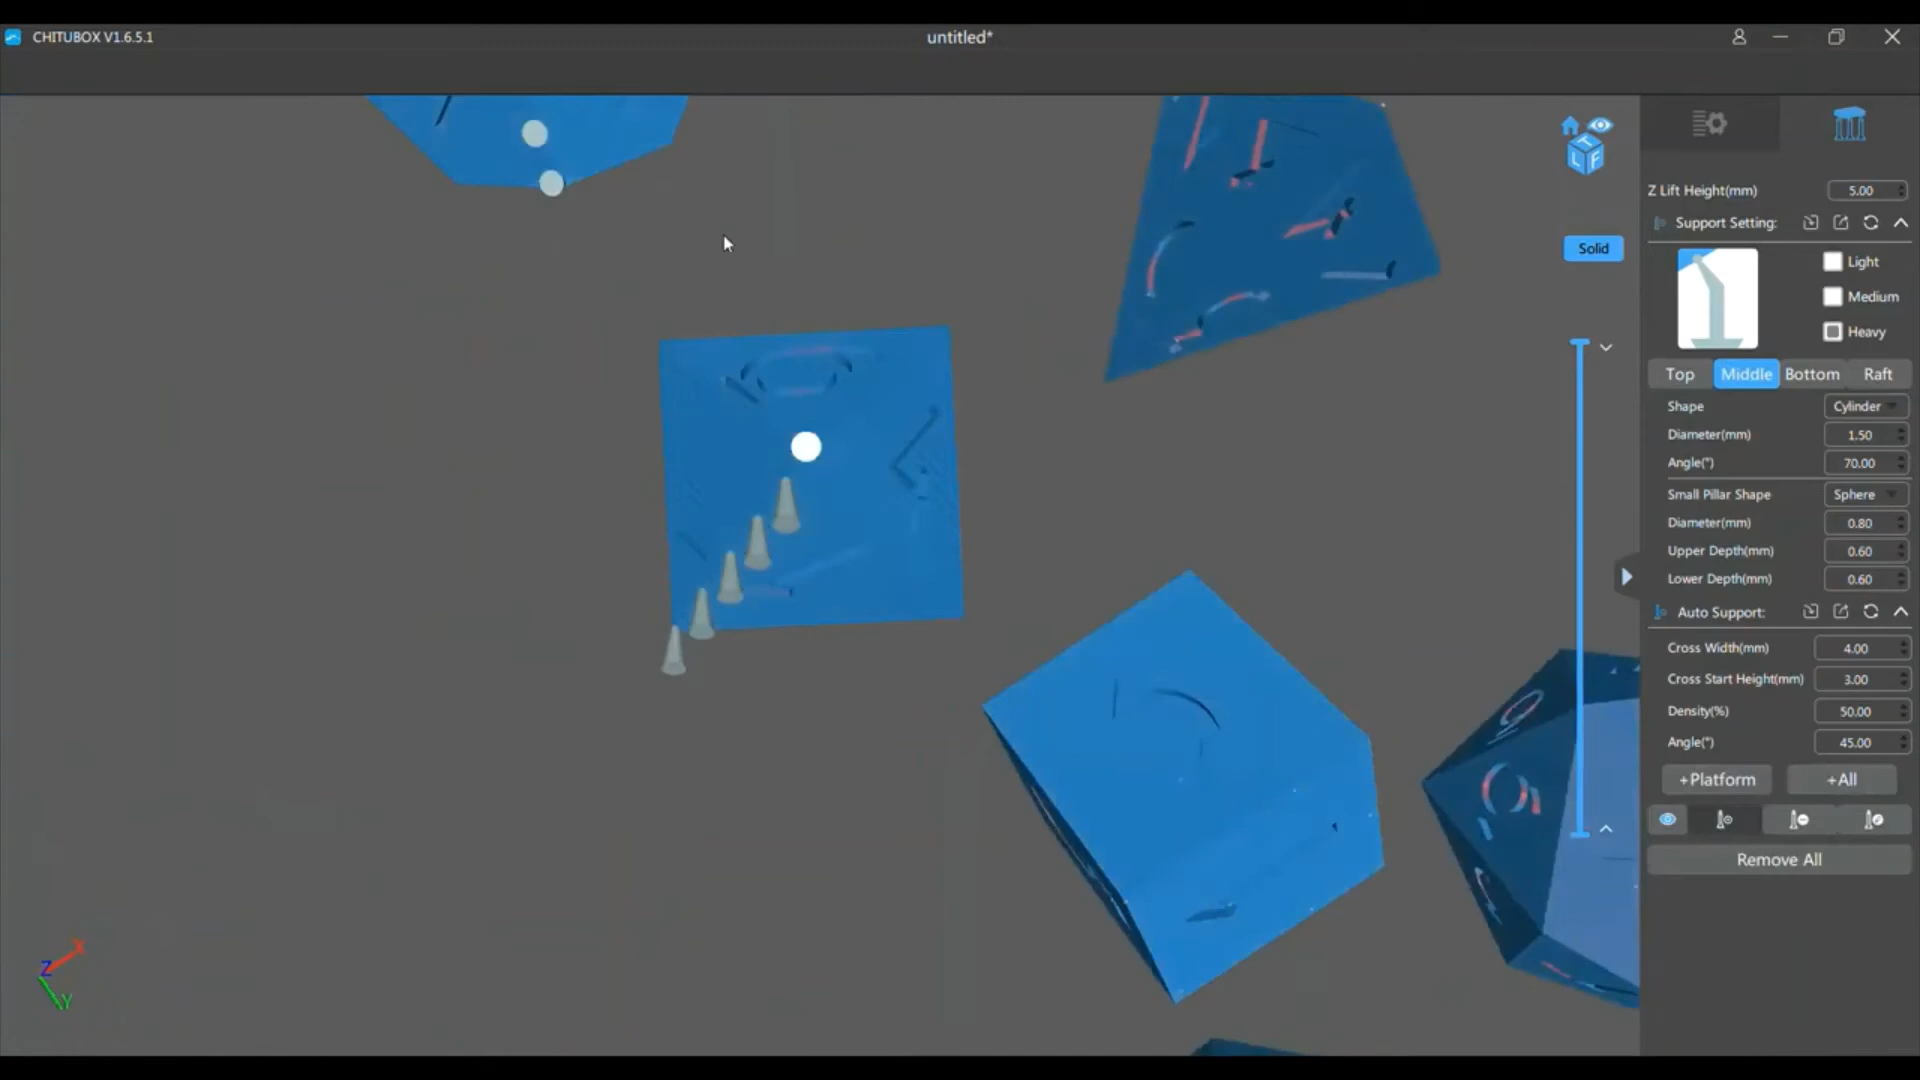 CHITUBOX V1.6.5.1
untitled*
Z Lift Height(mm) 5.00
Support Setting:
T
L F
Solid
Light
Medium
Heavy
Top Middle Bottom Raft
Shape Cylinder
Diameter(mm) 1.50
Angle(°) 70.00
Small Pillar Shape Sphere
Diameter(mm) 0.80
Upper Depth(mm) 0.60
Lower Depth(mm) 0.60
Auto Support:
Cross Width(mm) 4.00
Cross Start Height(mm) 3.00
Density(%) 50.00
Angle(°) 45.00
+Platform +All
Remove All
X
Z
Y